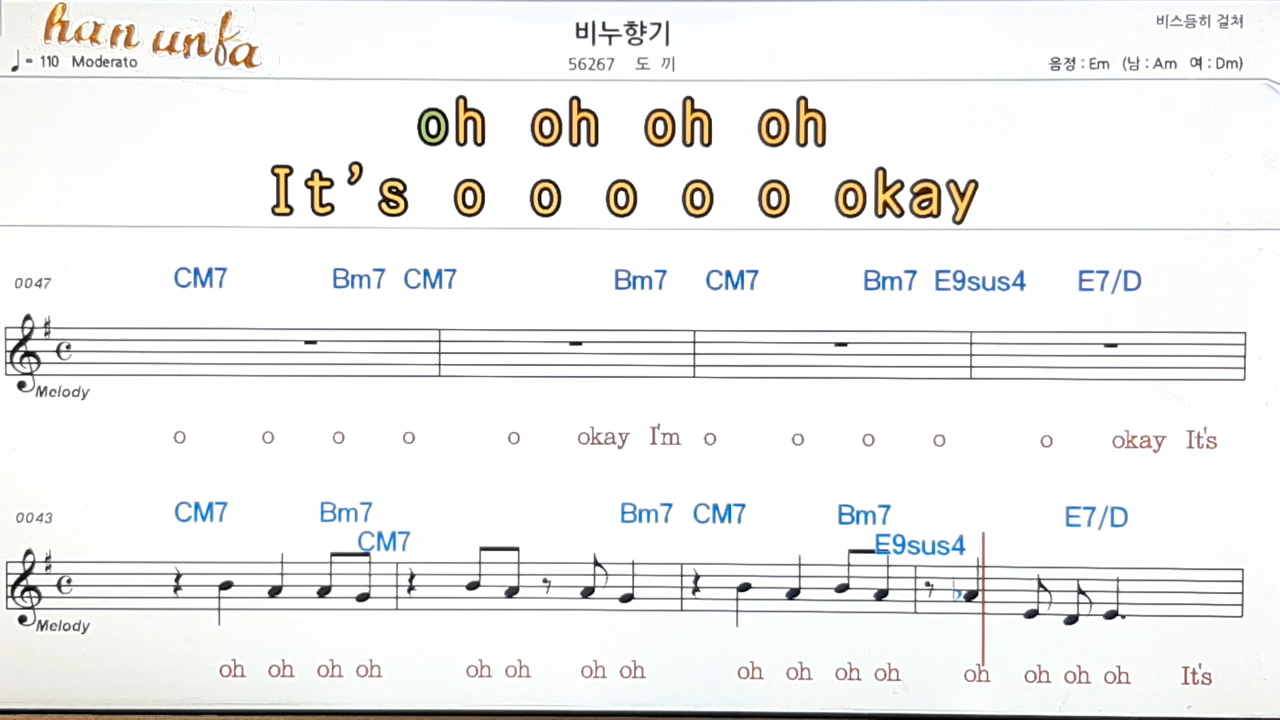 han unfa
비누향기
비스듬히 걸쳐
♩= 110 Moderato
56267 도 끼
음정 : Em (남 : Am 여 : Dm)
oh oh oh oh
It's o o o o o okay
0047
CM7 Bm7 CM7 Bm7 CM7 Bm7 E9sus4 E7/D
Melody
o o o o o okay I'm o o o o o okay It's
0043
CM7 Bm7 CM7 Bm7 CM7 Bm7 E9sus4 E7/D
Melody
oh oh oh oh oh oh oh oh oh oh oh oh oh oh oh oh It's